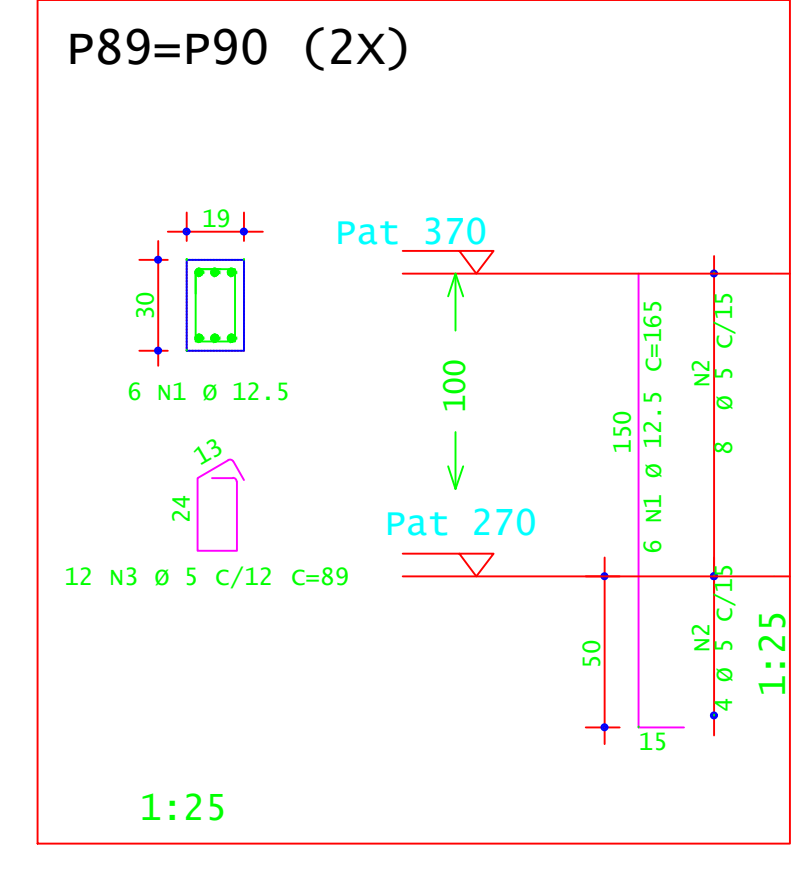 P89=P90 (2X)
19
30
6 N1 Ø 12.5
13
24
12 N3 Ø 5 C/12 C=89
Pat 370
100
Pat 270
150
6 N1 Ø 12.5 C=165
N2
8 Ø 5 C/15
50
15
N2
4 Ø 5 C/15
1:25
1:25